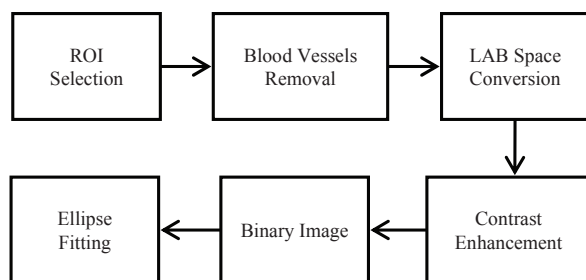 ROI
Selection
Blood Vessels
Removal
LAB Space
Conversion
Ellipse
Fitting
Binary Image
Contrast
Enhancement